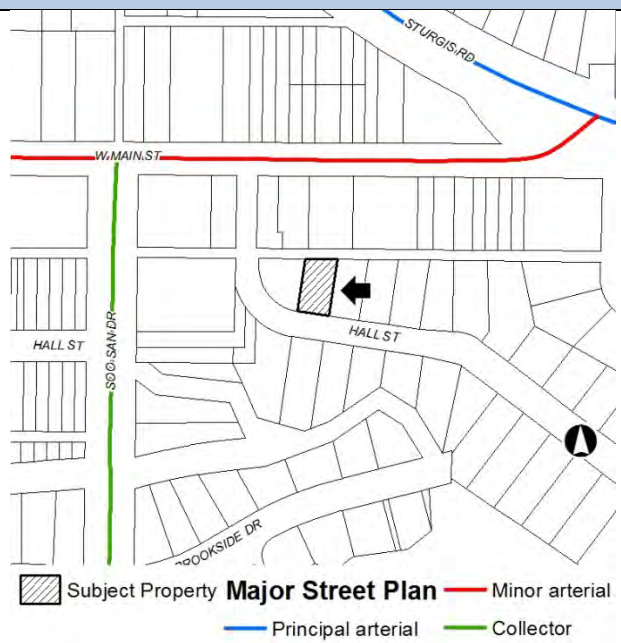 STURGIS RD
W. MAIN ST
HALL ST
HALL ST
SOO SAN DR
BROOKSIDE DR
Subject Property Major Street Plan Minor arterial
Principal arterial Collector